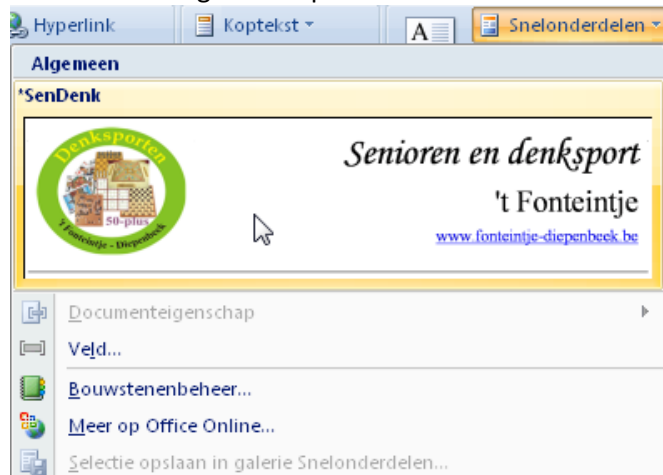 Hyperlink Koptekst A Snelonderdelen
Algemeen
*SenDenk
Denksporten
50-plus
't Fonteintje - Diepenbeek
Senioren en denksport
't Fonteintje
www.fonteintje-diepenbeek.be
Documenteigenschap
Veld...
Bouwstenenbeheer...
Meer op Office Online...
Selectie opslaan in galerie Snelonderdelen...